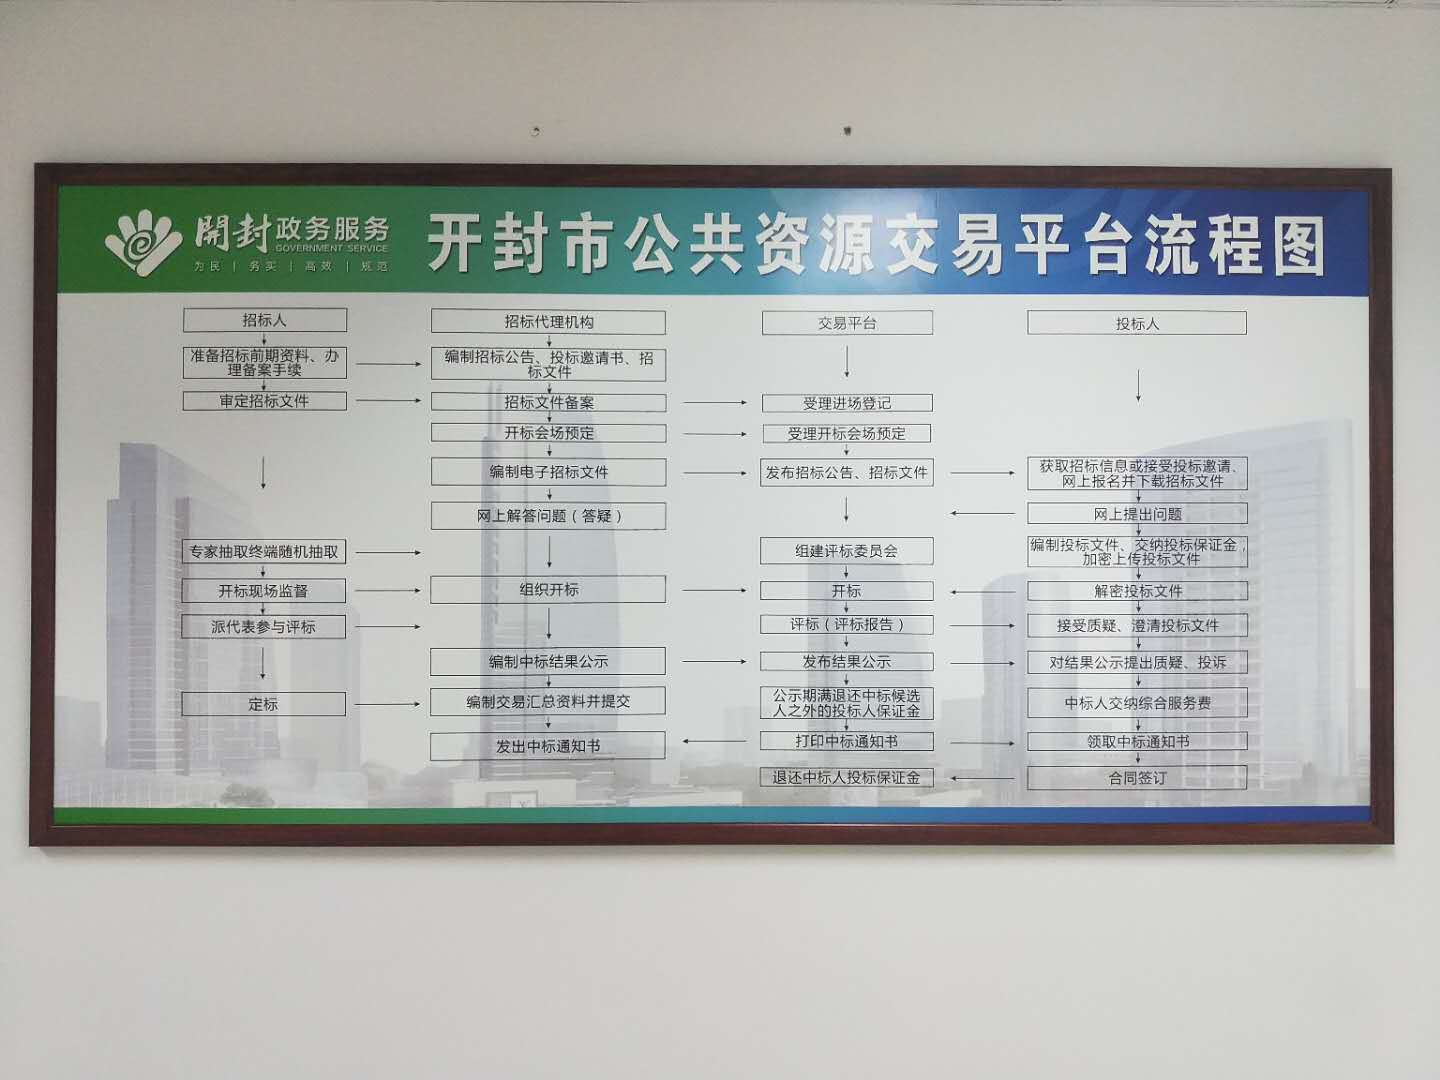 開封政务服务
GOVERNMENT SERVICE
为民 | 务实 | 高效 | 规范
开封市公共资源交易平台流程图
招标人
准备招标前期资料、办
理备案手续
审定招标文件
专家抽取终端随机抽取
开标现场监督
派代表参与评标
定标
招标代理机构
编制招标公告、投标邀请书、招
标文件
招标文件备案
开标会场预定
编制电子招标文件
网上解答问题（答疑）
组织开标
编制中标结果公示
编制交易汇总资料并提交
发出中标通知书
交易平台
受理进场登记
受理开标会场预定
发布招标公告、招标文件
组建评标委员会
开标
评标（评标报告）
发布结果公示
公示期满退还中标候选
人之外的投标人保证金
打印中标通知书
退还中标人投标保证金
投标人
获取招标信息或接受投标邀请、
网上报名并下载招标文件
网上提出问题
编制投标文件、交纳投标保证金，
加密上传投标文件
解密投标文件
接受质疑、澄清投标文件
对结果公示提出质疑、投诉
中标人交纳综合服务费
领取中标通知书
合同签订